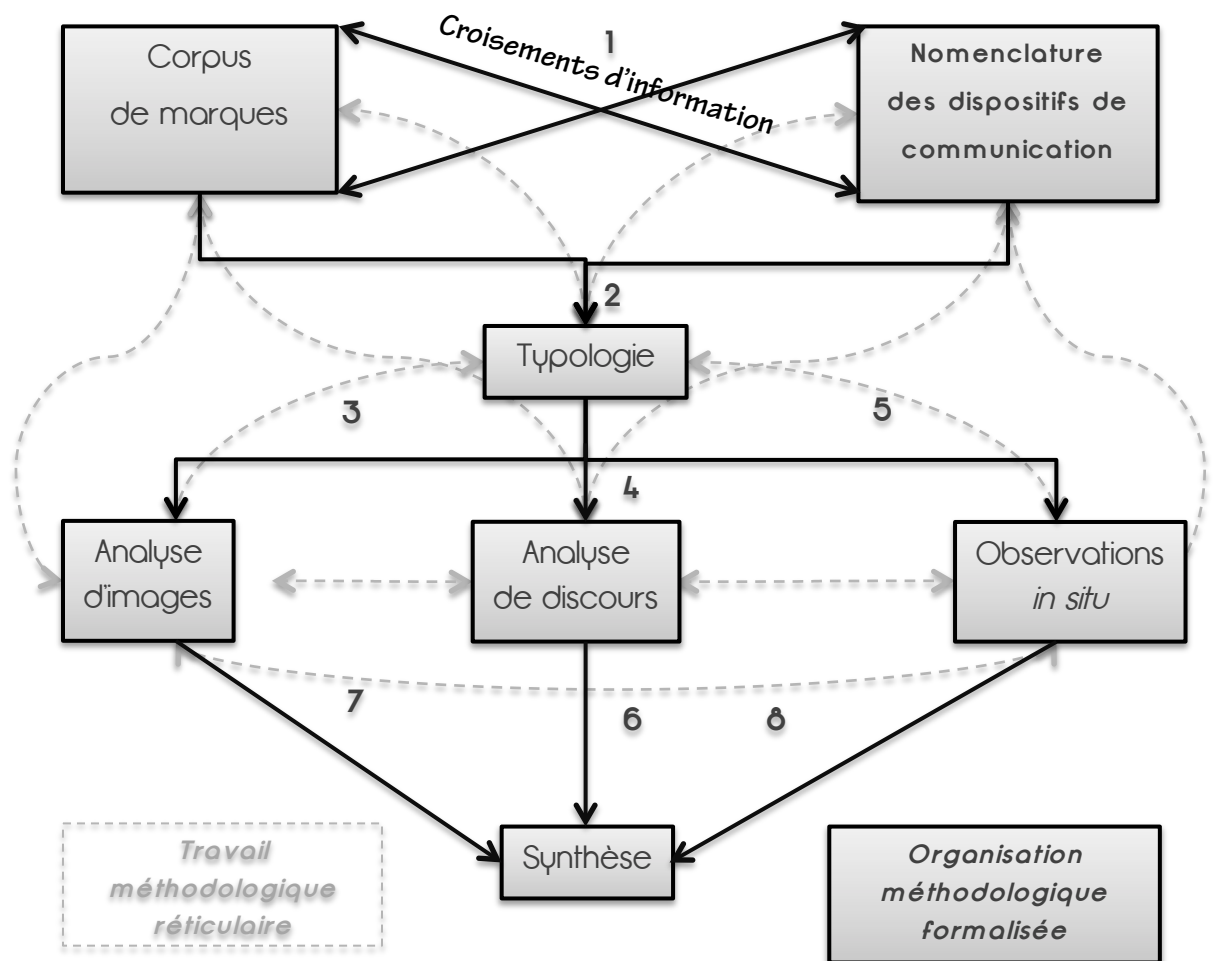 Corpus
de marques
1
Croisements d'information
Nomenclature
des dispositifs de
communication
2
Typologie
3
5
4
Analyse
d'images
Analyse
de discours
Observations
in situ
7
6
8
Synthèse
Travail
méthodologique
réticulaire
Organisation
méthodologique
formalisée